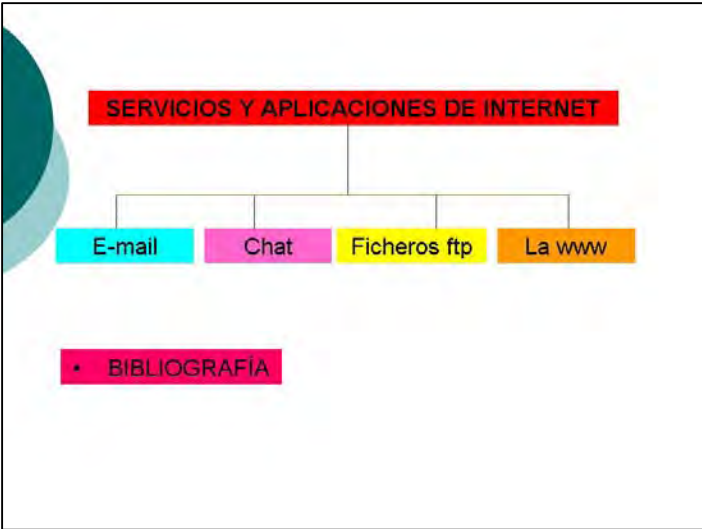 SERVICIOS Y APLICACIONES DE INTERNET
E-mail
Chat
Ficheros ftp
La www
• BIBLIOGRAFÍA